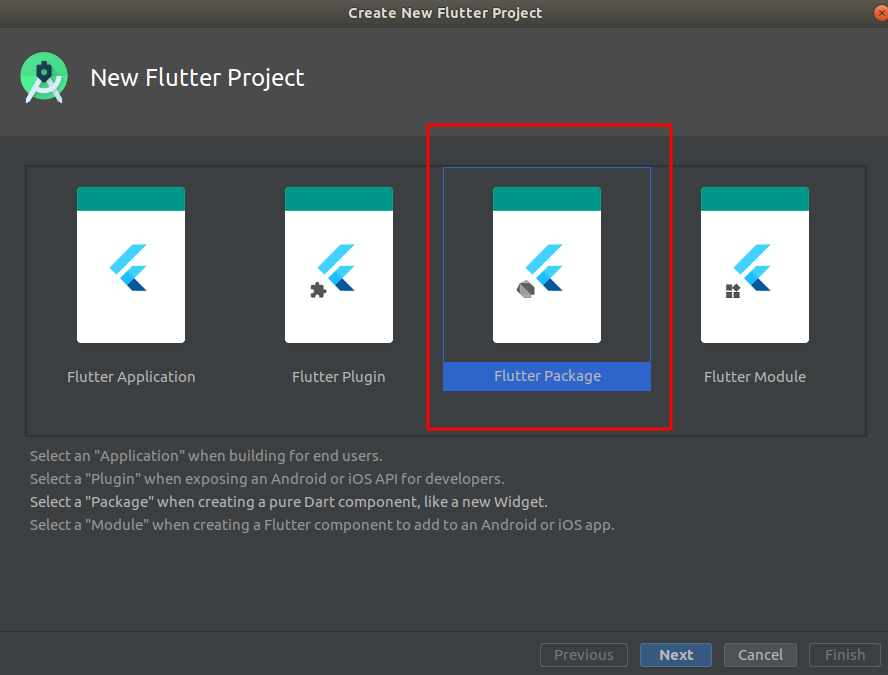 Create New Flutter Project
New Flutter Project
Flutter Application
Flutter Plugin
Flutter Package
Flutter Module
Select an "Application" when building for end users.
Select a "Plugin" when exposing an Android or iOS API for developers.
Select a "Package" when creating a pure Dart component, like a new Widget.
Select a "Module" when creating a Flutter component to add to an Android or iOS app.
Previous
Next
Cancel
Finish